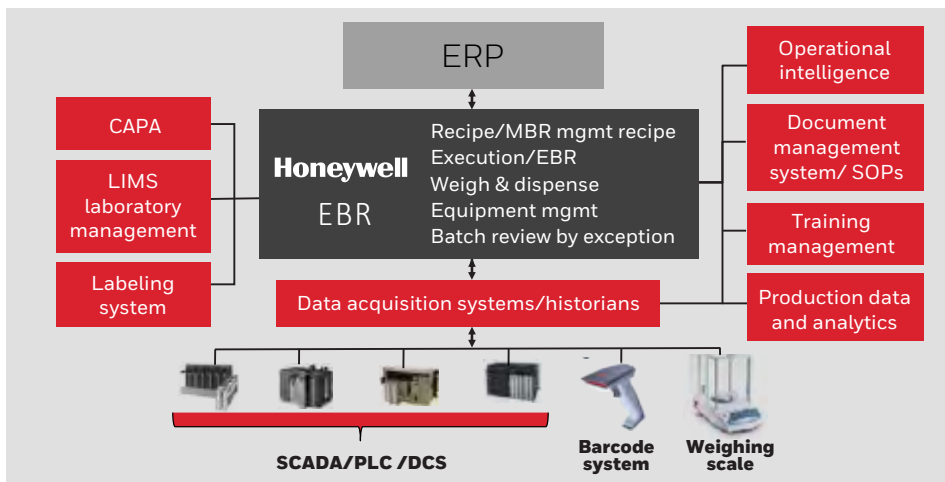 ERP
CAPA
LIMS
laboratory
management
Labeling
system
Honeywell
EBR
Recipe/MBR mgmt recipe
Execution/EBR
Weigh & dispense
Equipment mgmt
Batch review by exception
Operational
intelligence
Document
management
system/ SOPs
Training
management
Production data
and analytics
Data acquisition systems/historians
SCADA/PLC /DCS
Barcode
system
Weighing
scale